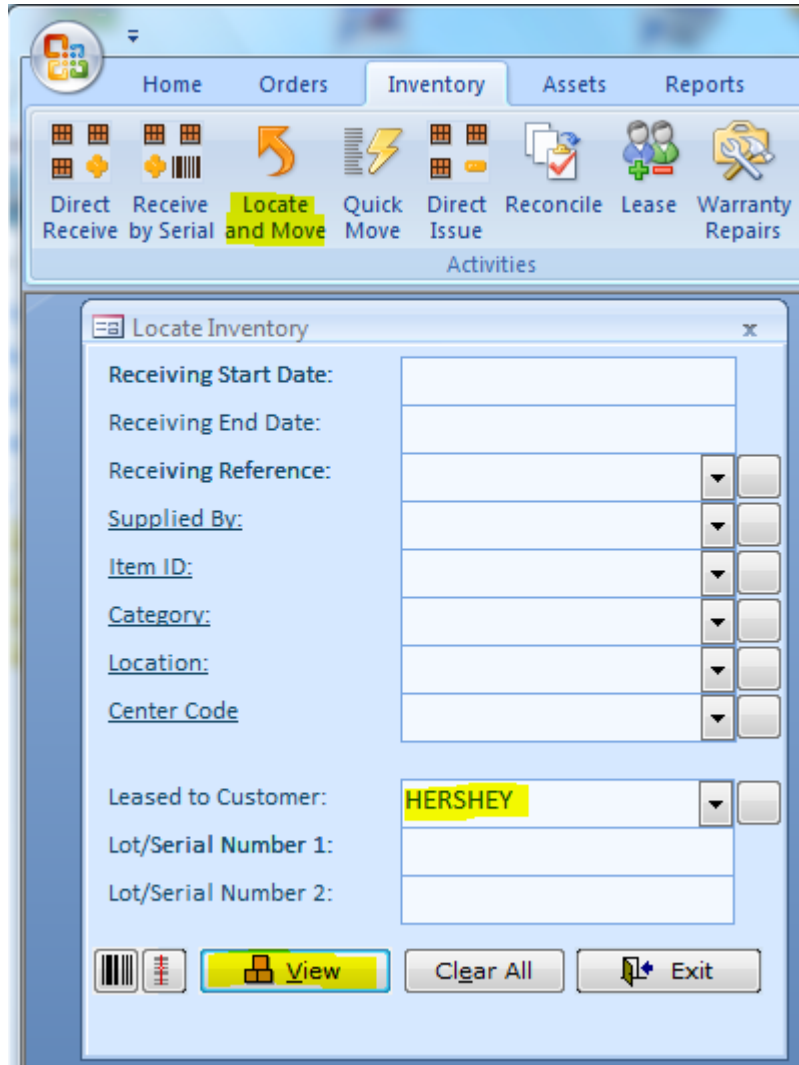 Home Orders Inventory Assets Reports
Direct Receive Locate Quick Direct Reconcile Lease Warranty
Receive by Serial and Move Move Issue Repairs
Activities
Locate Inventory x
Receiving Start Date:
Receiving End Date:
Receiving Reference:
Supplied By:
Item ID:
Category:
Location:
Center Code
Leased to Customer: HERSHEY
Lot/Serial Number 1:
Lot/Serial Number 2:
View Clear All Exit